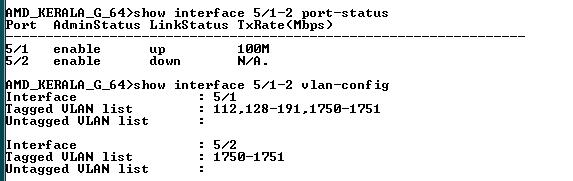 AMD_KERALA_G_64>show interface 5/1-2 port-status
Port AdminStatus LinkStatus TxRate(Mbps)
5/1 enable up 100M
5/2 enable down N/A.
AMD_KERALA_G_64>show interface 5/1-2 vlan-config
Interface : 5/1
Tagged VLAN list : 112,128-191,1750-1751
Untagged VLAN list :
Interface : 5/2
Tagged VLAN list : 1750-1751
Untagged VLAN list :